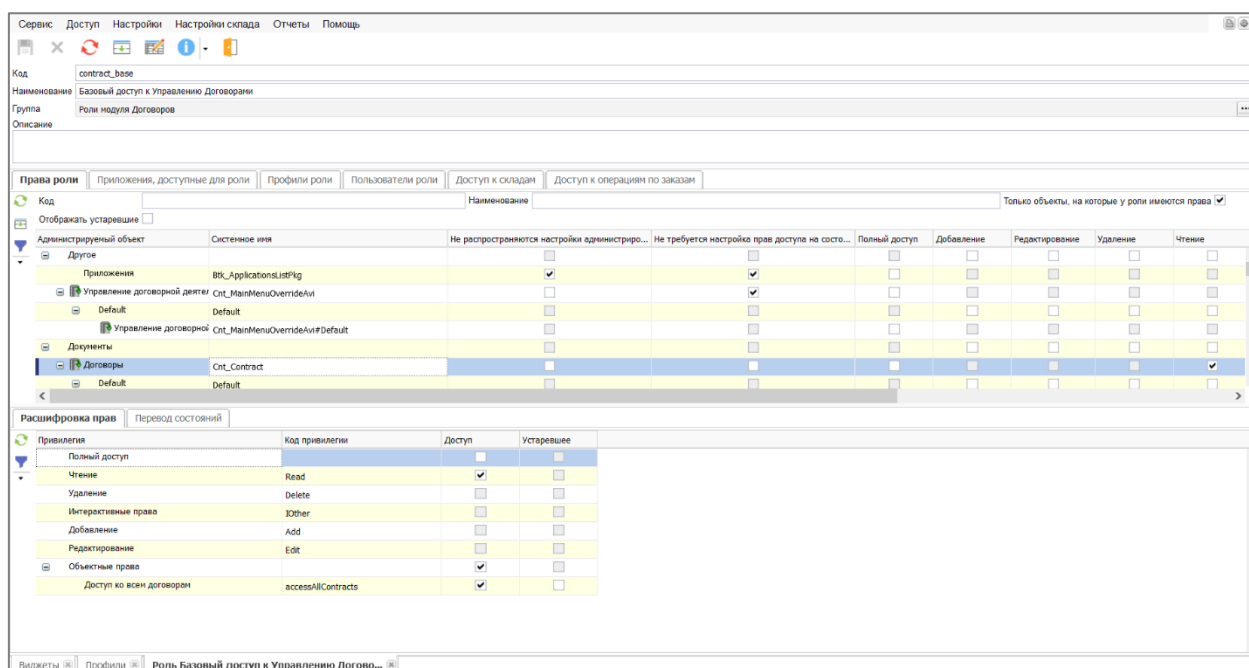 Сервис Доступ Настройки Настройки склада Отчеты Помощь
Код contract_base
Наименование Базовый доступ к Управлению Договорами
Группа Роли модуля Договоров ...
Описание
Права роли Приложения, доступные для роли Профили роли Пользователи роли Доступ к складам Доступ к операциям по заказам
Код Наименование Только объекты, на которые у роли имеются права
Отображать устаревшие
Администрируемый объект Системное имя Не распространяются настройки администриро... Не требуется настройка прав доступа на состо... Полный доступ Добавление Редактирование Удаление Чтение
Другое
Приложения Btk_ApplicationsListPkg
Управление договорной деятел Cnt_MainMenuOverrideAvi
Default Default
Управление договорной Cnt_MainMenuOverrideAvi#Default
Документы
Договоры Cnt_Contract
Default Default
Расшифровка прав Перевод состояний
Привилегия Код привилегии Доступ Устаревшее
Полный доступ
Чтение Read
Удаление Delete
Интерактивные права IOther
Добавление Add
Редактирование Edit
Объектные права
Доступ ко всем договорам accessAllContracts
Виджеты Профили Роль Базовый доступ к Управлению Догово...